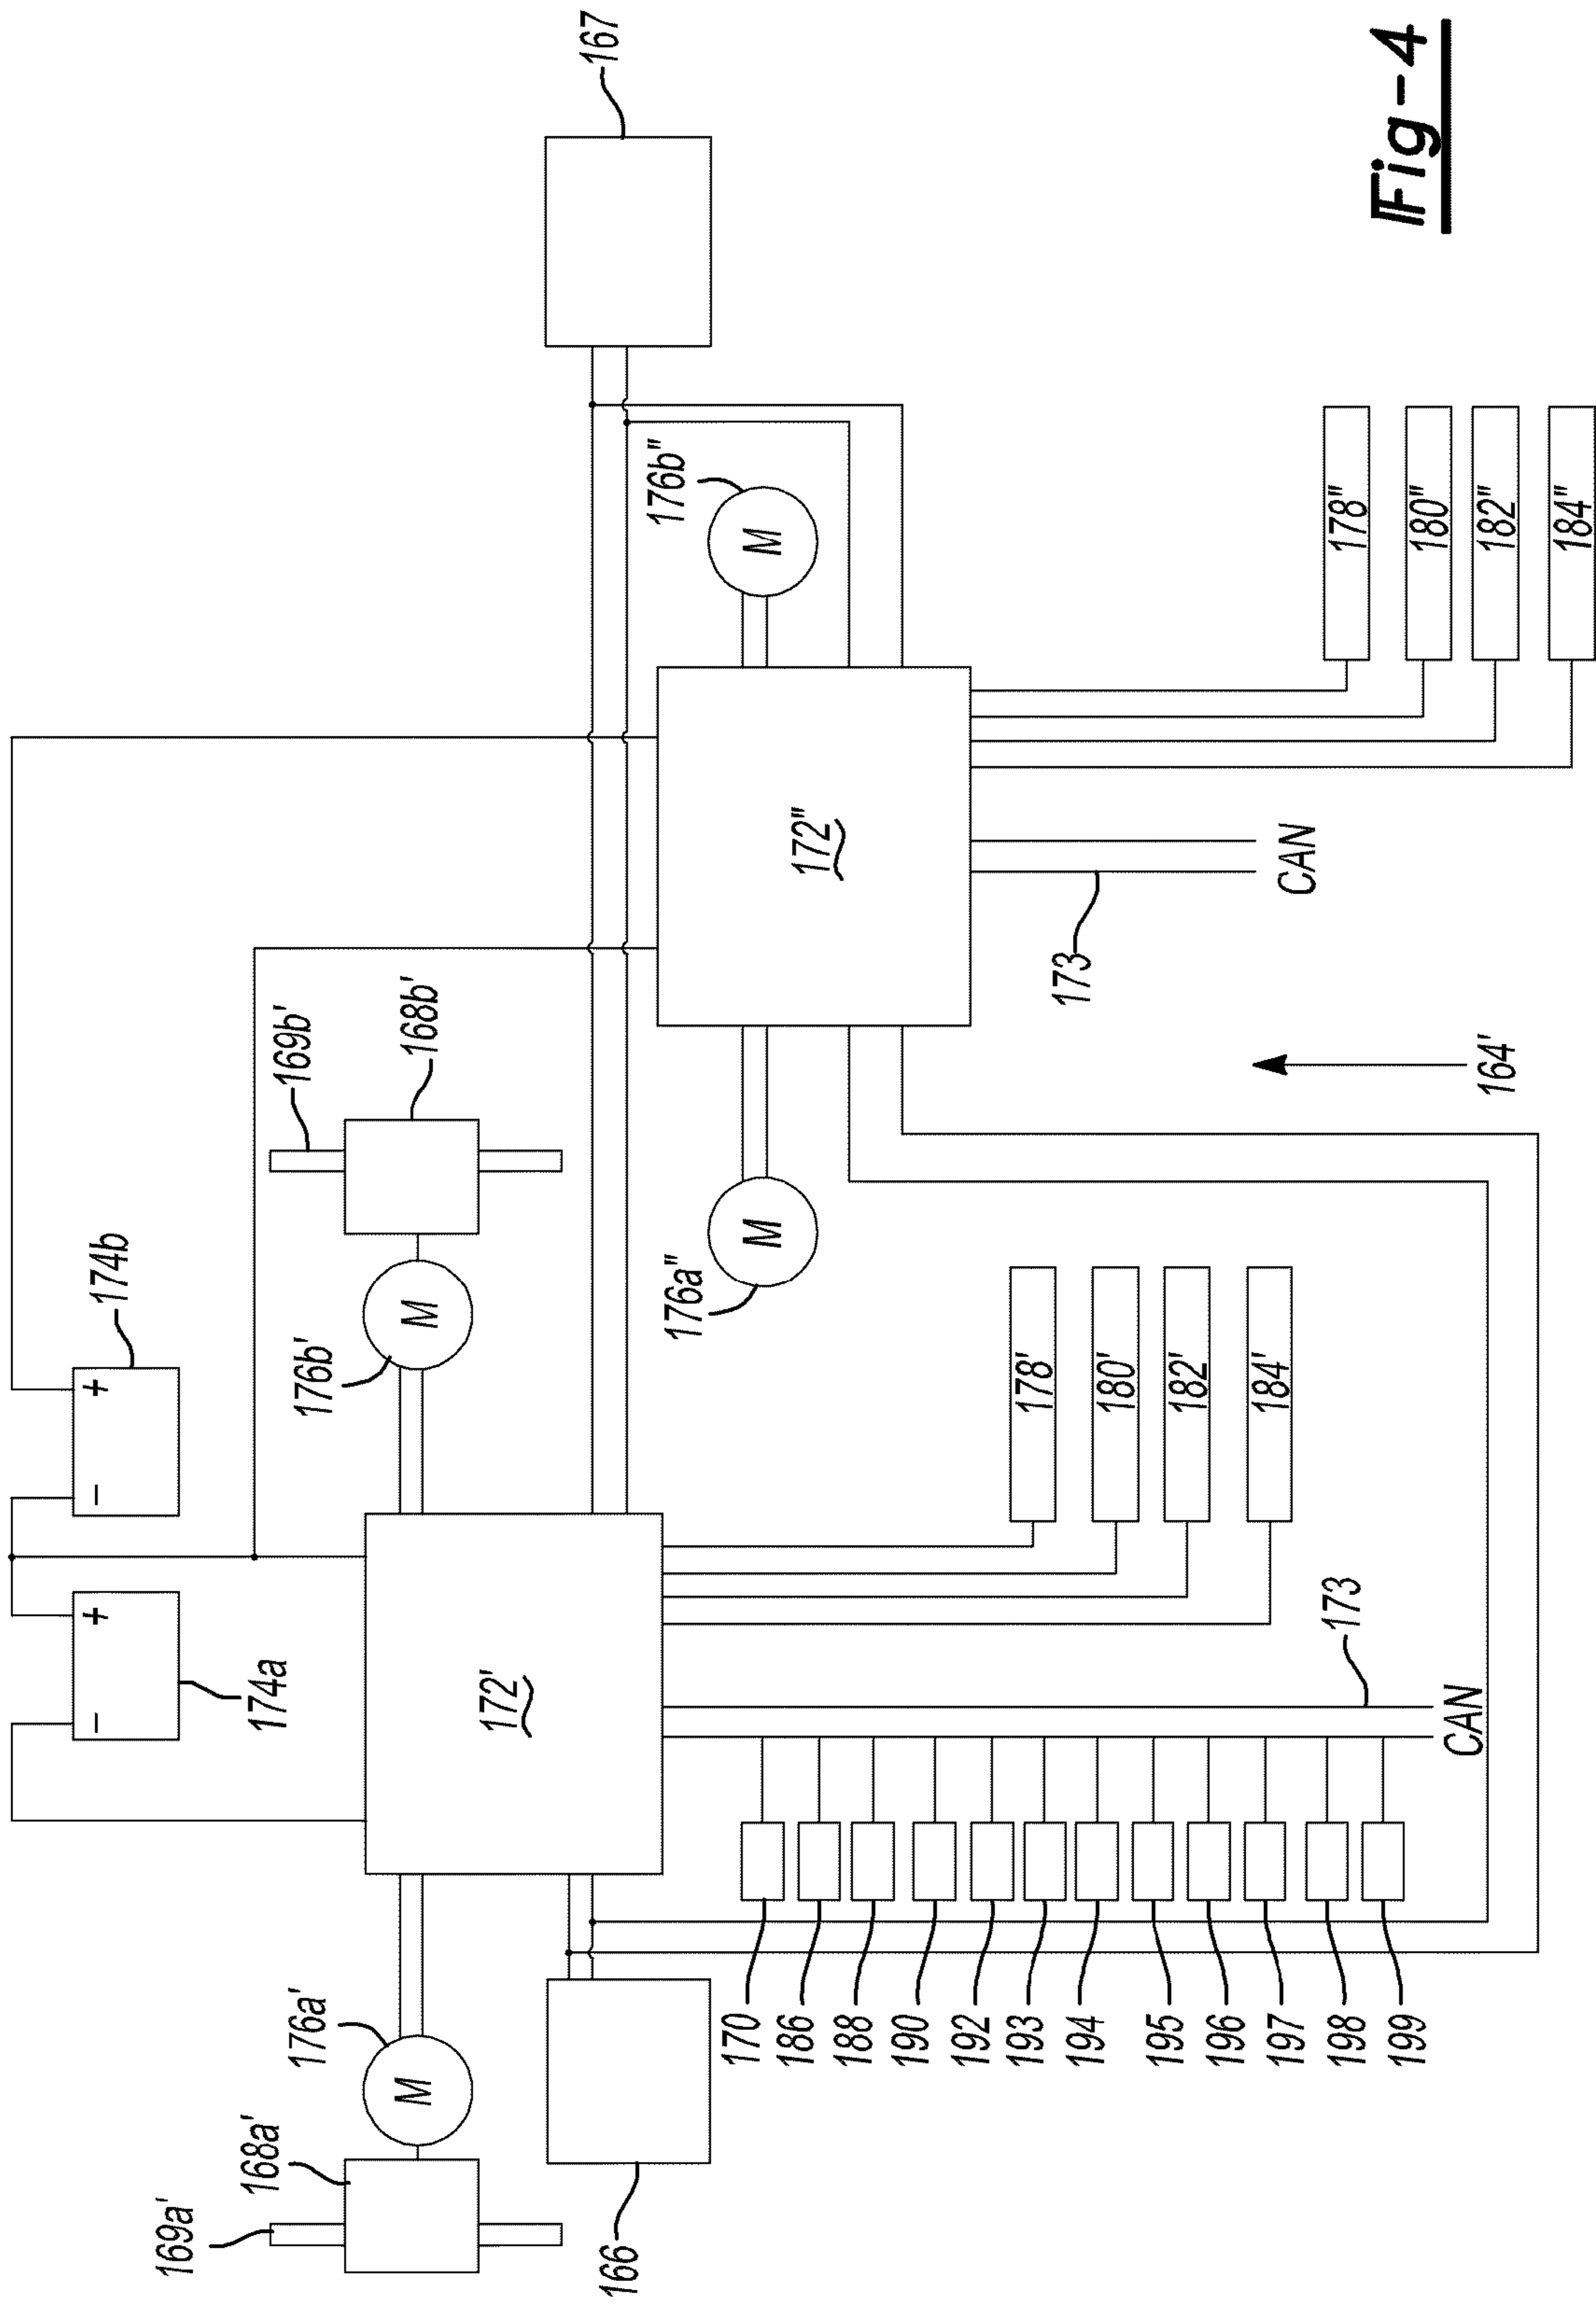 174a
174b
+
−
+
−
169a'
168a'
176a'
M
176b'
M
169b'
168b'
166
167
172'
172"
176a"
M
176b"
M
170
186
188
190
192
193
194
195
196
197
198
199
CAN
173
178'
180'
182'
184'
173
CAN
164'
178"
180"
182"
184"
Fig-4